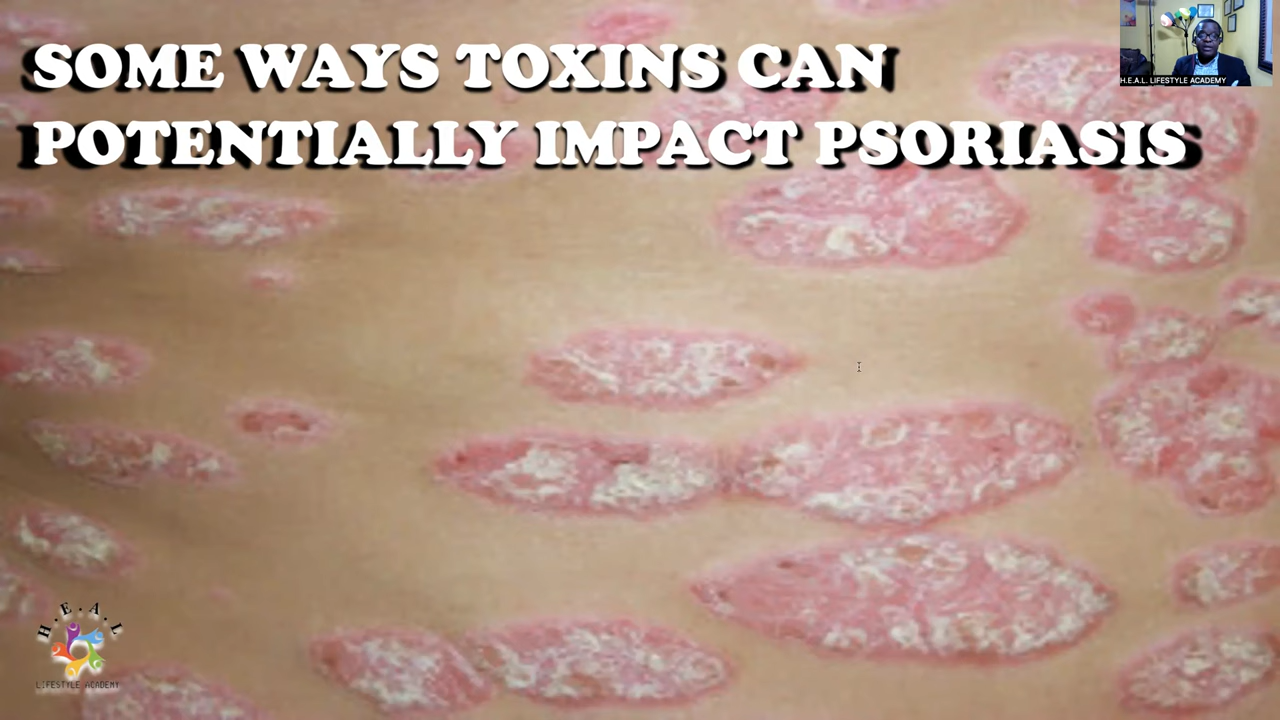 SOME WAYS TOXINS CAN
POTENTIALLY IMPACT PSORIASIS
H.E.A.L. LIFESTYLE ACADEMY
H.E.A.L
LIFESTYLE ACADEMY